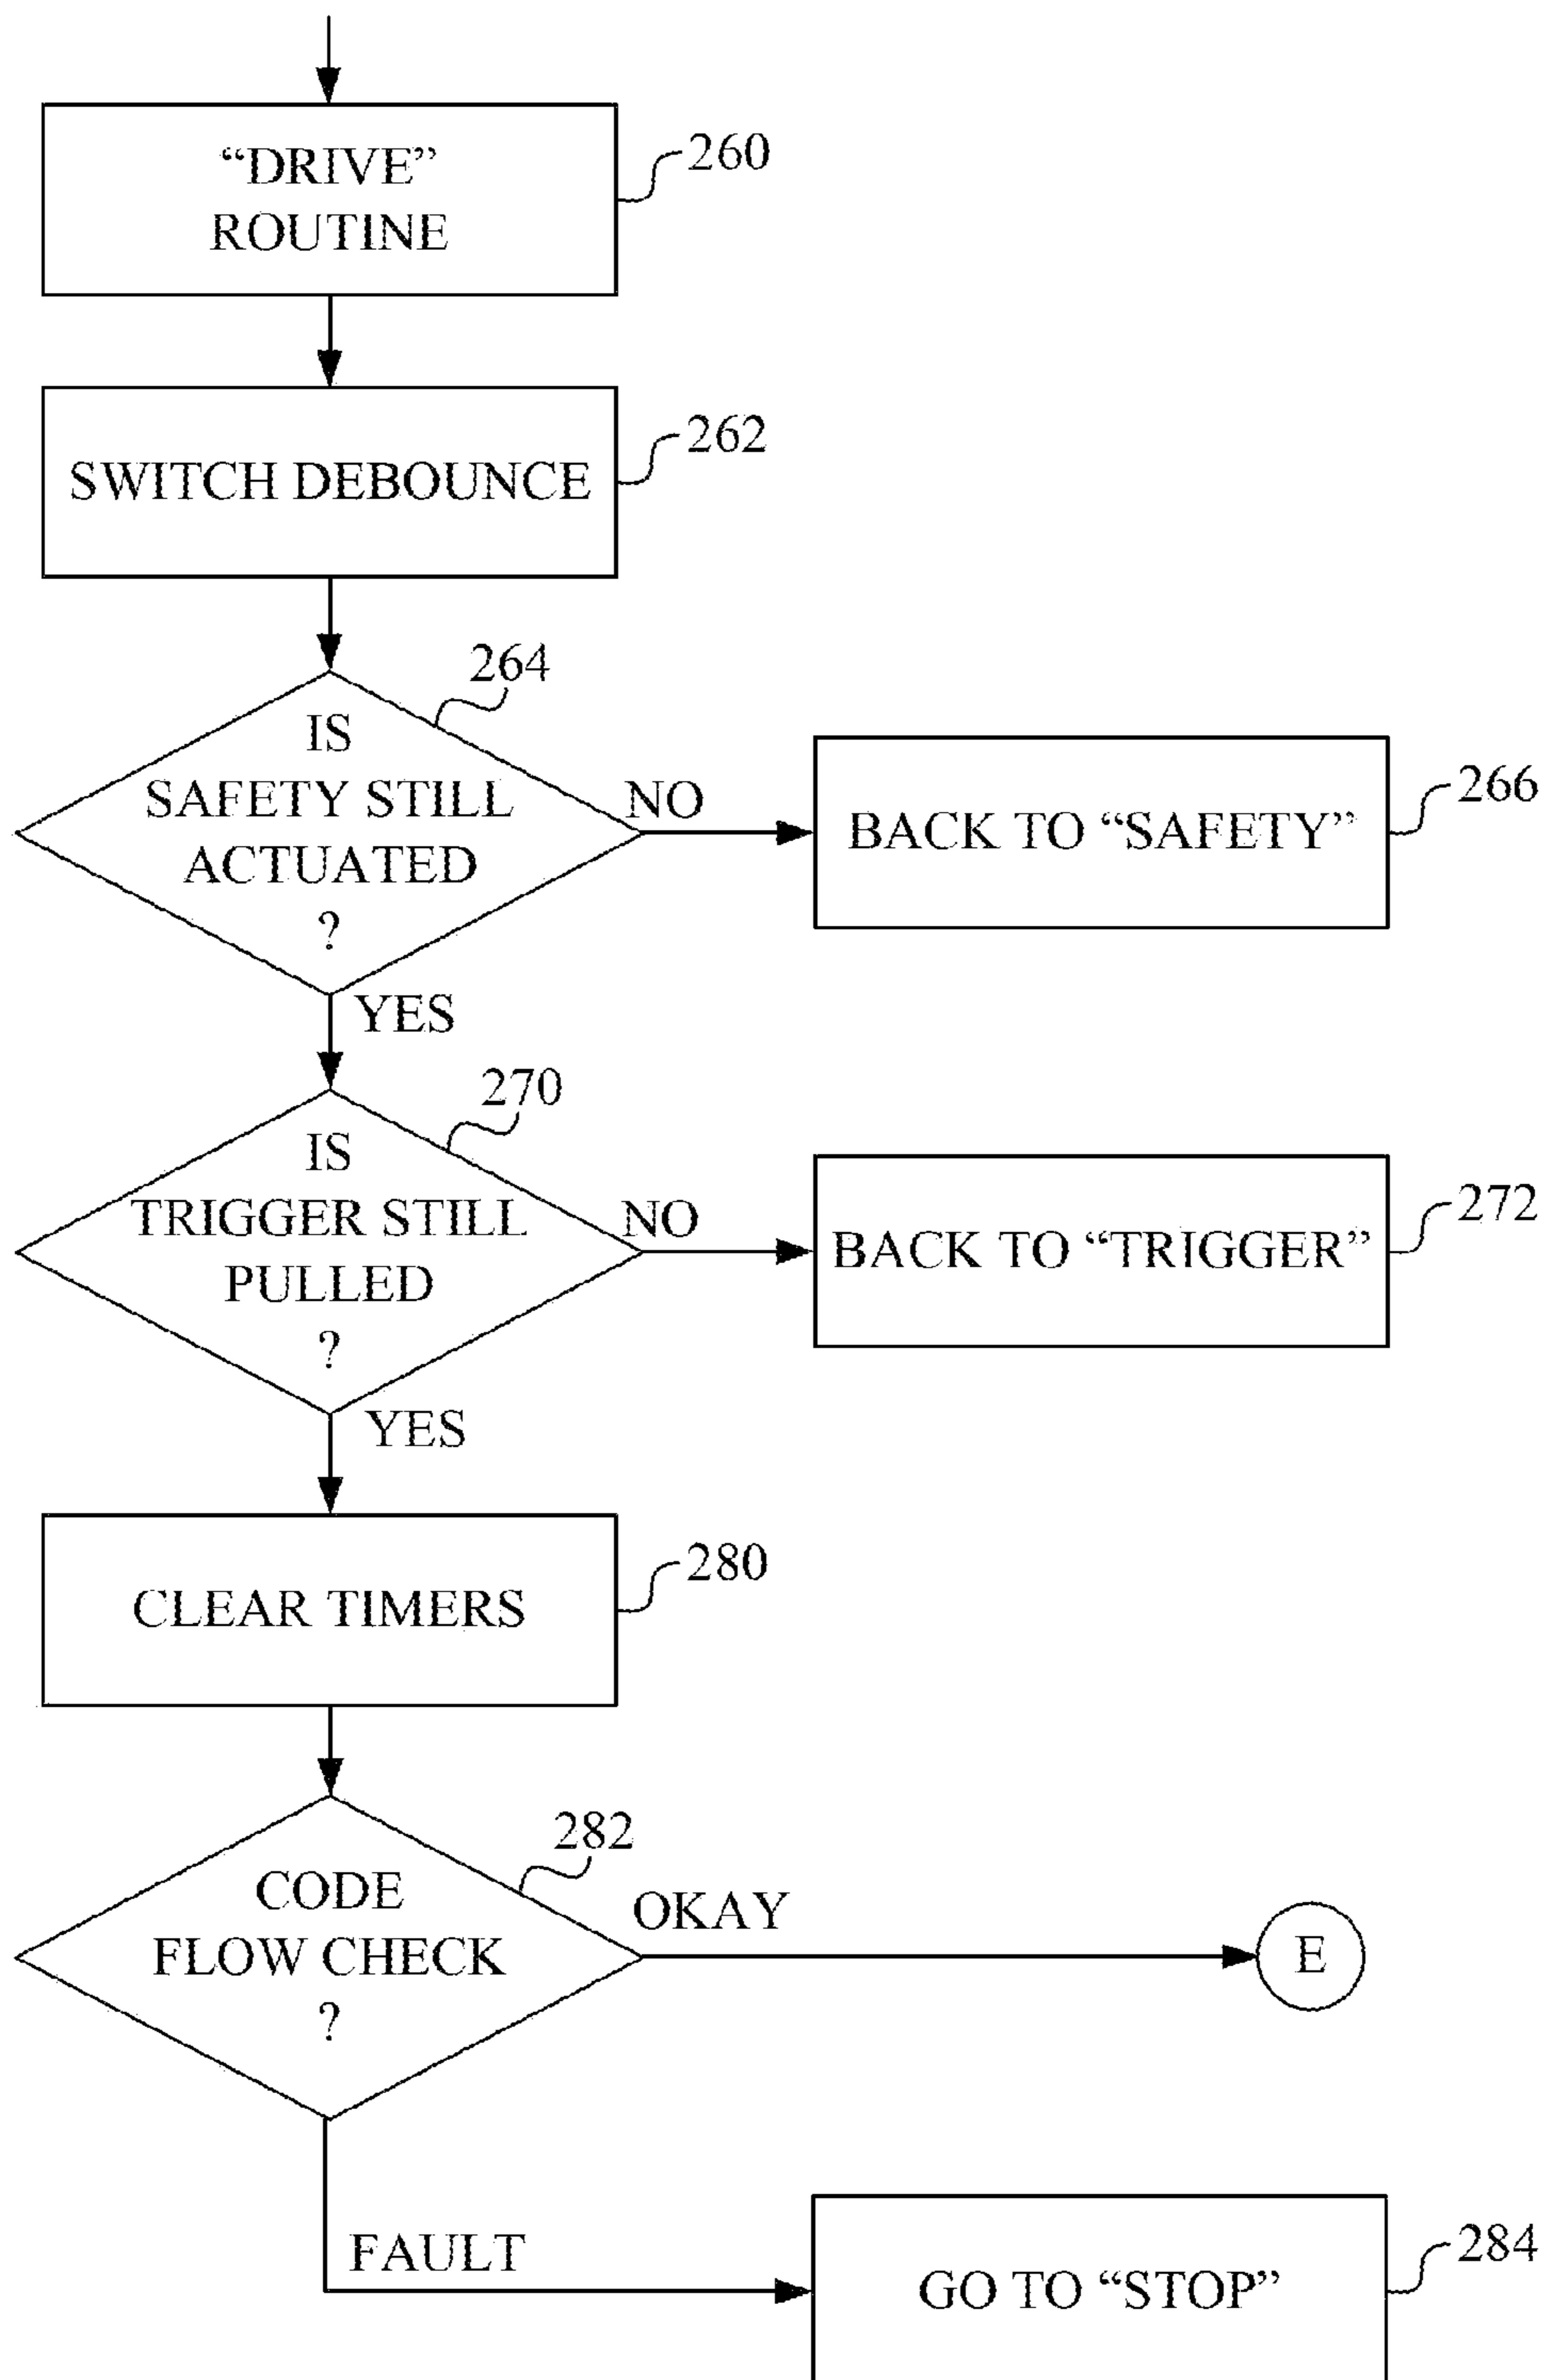 “DRIVE”
ROUTINE
260
SWITCH DEBOUNCE
262
264
IS
SAFETY STILL
ACTUATED
?
NO
BACK TO “SAFETY”
266
YES
270
IS
TRIGGER STILL
PULLED
?
NO
BACK TO “TRIGGER”
272
YES
CLEAR TIMERS
280
282
CODE
FLOW CHECK
?
OKAY
E
FAULT
GO TO “STOP”
284